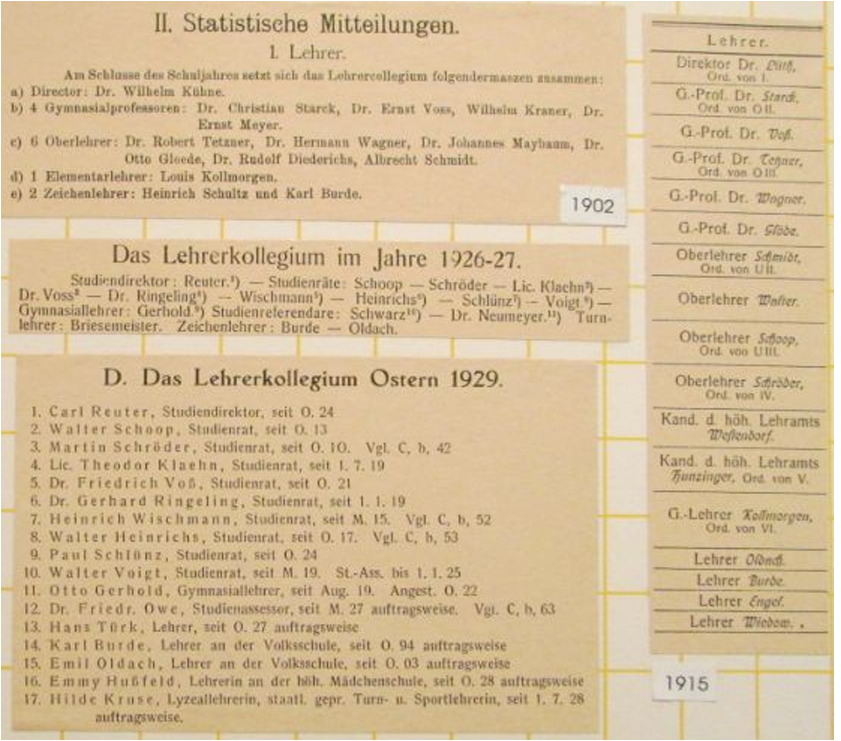 II. Statistische Mitteilungen.
1. Lehrer.
Am Schlusse des Schuljahres setzt sich das Lehrercollegium folgendermaszen zusammen:
a) Director: Dr. Wilhelm Kühne.
b) 4 Gymnasialprofessoren: Dr. Christian Starck, Dr. Ernst Voss, Wilhelm Kraner, Dr.
Ernst Meyer.
c) 6 Oberlehrer: Dr. Robert Tetzner, Dr. Hermann Wagner, Dr. Johannes Maybaum, Dr.
Otto Gloede, Dr. Rudolf Diederichs, Albrecht Schmidt.
d) 1 Elementarlehrer: Louis Kollmorgen.
e) 2 Zeichenlehrer: Heinrich Schultz und Karl Burde.
1902
Das Lehrerkollegium im Jahre 1926-27.
Studiendirektor: Reuter.¹) — Studienräte: Schoop — Schröder — Lic. Klaehn²) —
Dr. Voss³ — Dr. Ringeling⁴) — Wischmann⁵) — Heinrichs⁶) — Schlünz⁷) — Voigt.⁸) —
Gymnasiallehrer: Gerhold.⁹) Studienreferendare: Schwarz¹⁰) — Dr. Neumeyer.¹¹) Turn-
lehrer: Briesemeister. Zeichenlehrer: Burde — Oldach.
D. Das Lehrerkollegium Ostern 1929.
1. Carl Reuter, Studiendirektor, seit O. 24
2. Walter Schoop, Studienrat, seit O. 13
3. Martin Schröder, Studienrat, seit O. 10. Vgl. C, b, 42
4. Lic. Theodor Klaehn, Studienrat, seit 1. 7. 19
5. Dr. Friedrich Voß, Studienrat, seit O. 21
6. Dr. Gerhard Ringeling, Studienrat, seit 1. 1. 19
7. Heinrich Wischmann, Studienrat, seit M. 15. Vgl. C, b, 52
8. Walter Heinrichs, Studienrat, seit O. 17. Vgl. C, b, 53
9. Paul Schlünz, Studienrat, seit O. 24
10. Walter Voigt, Studienrat, seit M. 19. St.-Ass. bis 1. 1. 25
11. Otto Gerhold, Gymnasiallehrer, seit Aug. 19. Angest. O. 22
12. Dr. Friedr. Owe, Studienassessor, seit M. 27 auftragsweise. Vgl. C, b, 63
13. Hans Türk, Lehrer, seit O. 27 auftragsweise
14. Karl Burde, Lehrer an der Volksschule, seit O. 94 auftragsweise
15. Emil Oldach, Lehrer an der Volksschule, seit O. 03 auftragsweise
16. Emmy Hußfeld, Lehrerin an der höh. Mädchenschule, seit O. 28 auftragsweise
17. Hilde Kruse, Lyzeallehrerin, staatl. gepr. Turn- u. Sportlehrerin, seit 1. 7. 28
auftragsweise.
Lehrer.
Direktor Dr.
Ord. von I.
G.-Prof. Dr. Starck,
Ord. von O II.
G.-Prof. Dr. Voß.
G.-Prof. Dr. Tetzner,
Ord. von O III.
G.-Prof. Dr. Wagner.
G.-Prof. Dr. Glöde.
Oberlehrer Schmidt,
Ord. von U II.
Oberlehrer Walter.
Oberlehrer Schoop,
Ord. von U III.
Oberlehrer Schröder,
Ord. von IV.
Kand. d. höh. Lehramts
Westendorf.
Kand. d. höh. Lehramts
Hunzinger, Ord. von V.
G.-Lehrer Kollmorgen,
Ord. von VI.
Lehrer Oldach.
Lehrer Burde.
Lehrer Engel.
Lehrer Wiebow.
1915